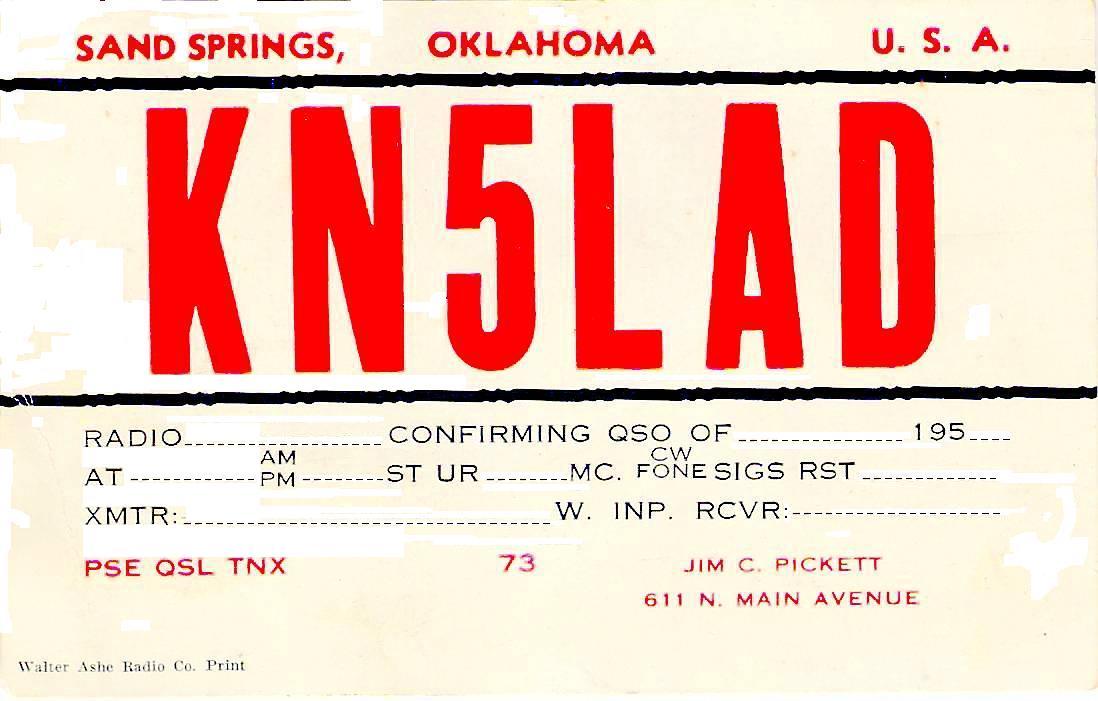 SAND SPRINGS, OKLAHOMA U. S. A.
KN5LAD
RADIO CONFIRMING QSO OF 195
AT AM PM ST UR MC. CW FONE SIGS RST
XMTR: W. INP. RCVR:
PSE QSL TNX 73 JIM C. PICKETT
611 N. MAIN AVENUE
Walter Ashe Radio Co. Print